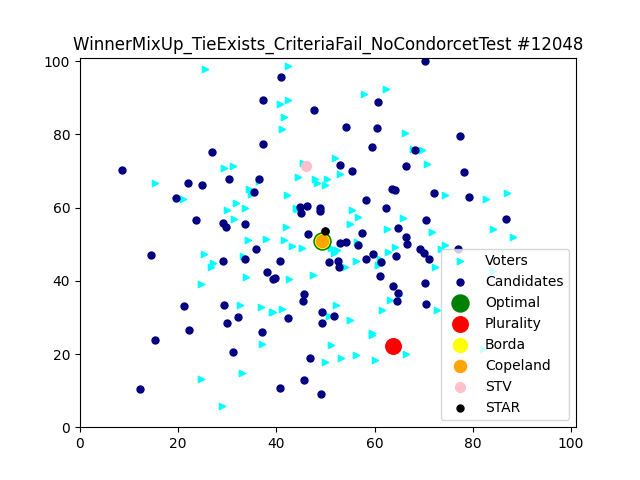 WinnerMixUp_TieExists_CriteriaFail_NoCondorcetTest #12048
100
80
60
40
20
0
0 20 40 60 80 100
Voters
Candidates
Optimal
Plurality
Borda
Copeland
STV
STAR